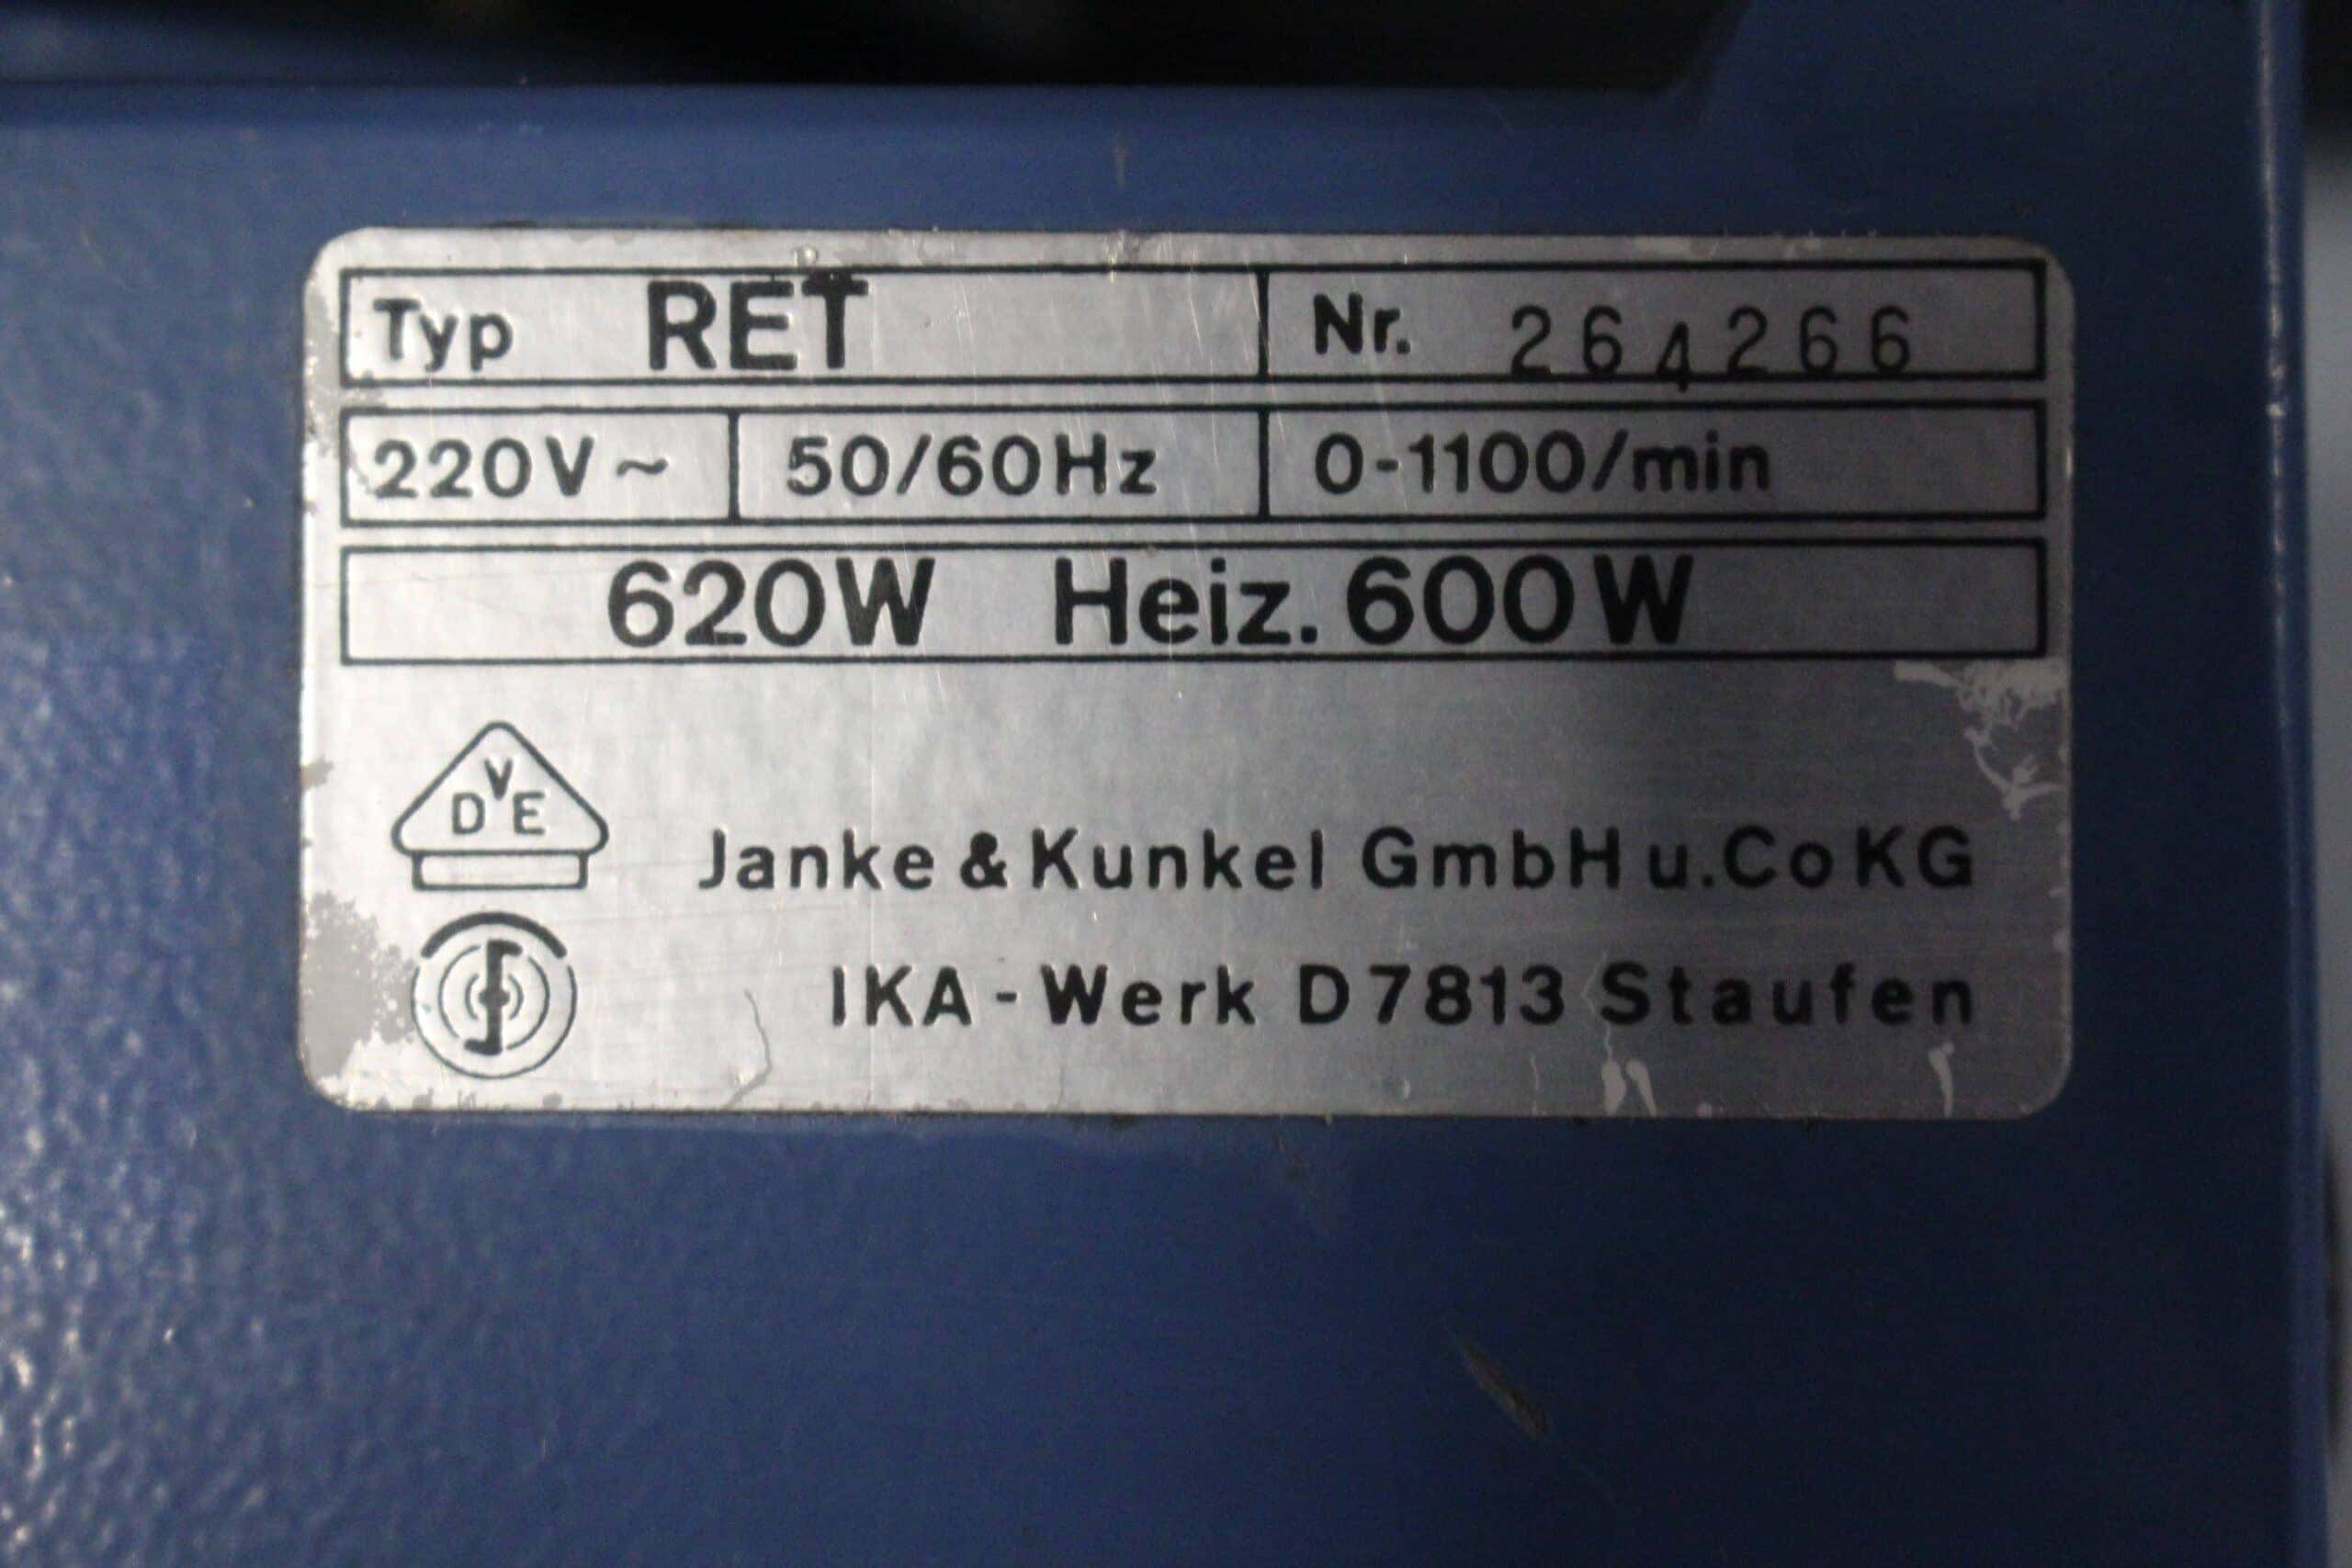 Typ RET Nr. 264266
220V~ 50/60Hz 0-1100/min
620W Heiz. 600W
DVE
Janke & Kunkel GmbH u. Co KG
IKA-Werk D7813 Staufen